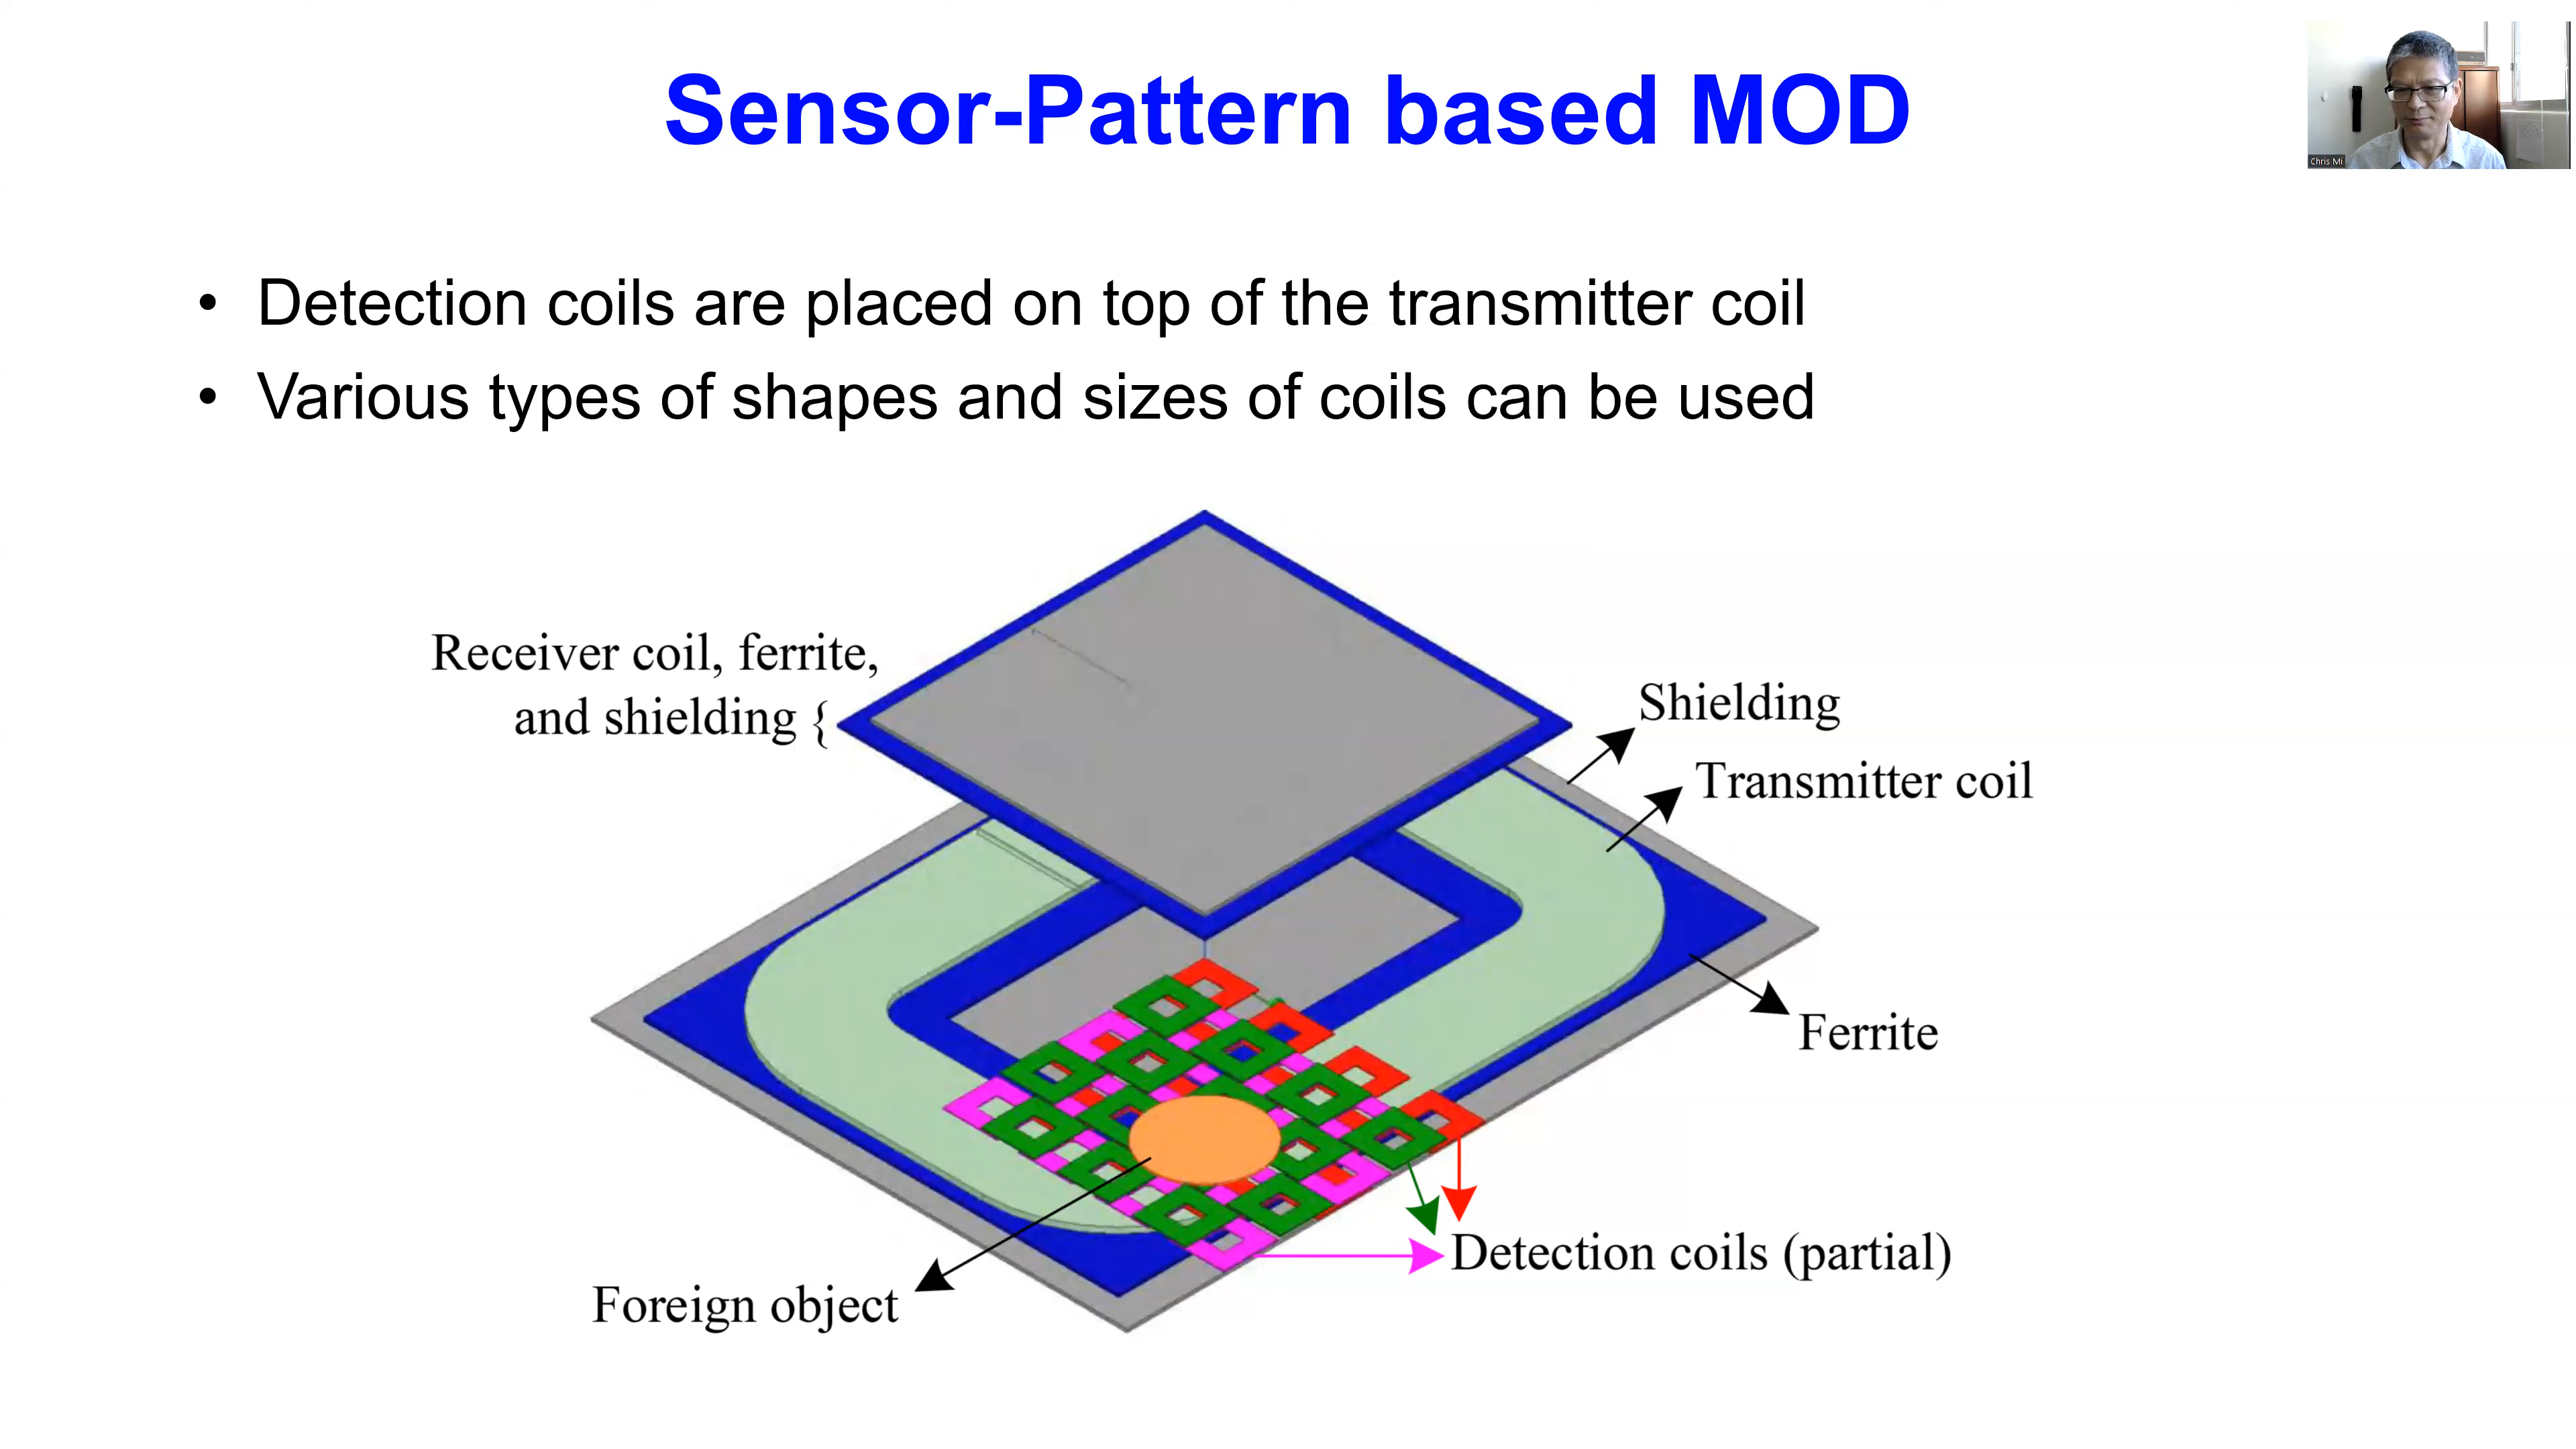 Sensor-Pattern based MOD
Chris Mi
• Detection coils are placed on top of the transmitter coil
• Various types of shapes and sizes of coils can be used
Receiver coil, ferrite,
and shielding {
Shielding
Transmitter coil
Ferrite
Detection coils (partial)
Foreign object